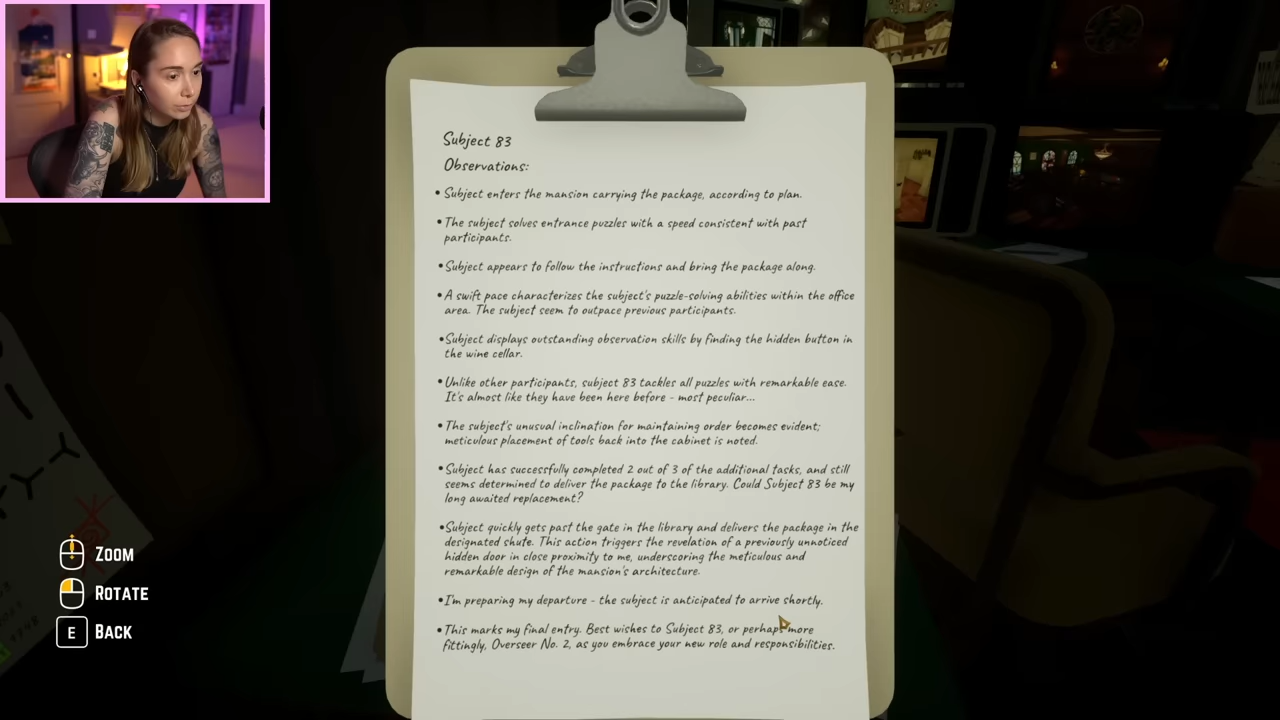 Subject 83
Observations:
• Subject enters the mansion carrying the package, according to plan.
• The subject solves entrance puzzles with a speed consistent with past
participants.
• Subject appears to follow the instructions and bring the package along.
• A swift pace characterizes the subject's puzzle-solving abilities within the office
area. The subject seem to outpace previous participants.
• Subject displays outstanding observation skills by finding the hidden button in
the wine cellar.
• Unlike other participants, subject 83 tackles all puzzles with remarkable ease.
It's almost like they have been here before - most peculiar...
• The subject's unusual inclination for maintaining order becomes evident;
meticulous placement of tools back into the cabinet is noted.
• Subject has successfully completed 2 out of 3 of the additional tasks, and still
seems determined to deliver the package to the library. Could Subject 83 be my
long awaited replacement?
• Subject quickly gets past the gate in the library and delivers the package in the
designated shute. This action triggers the revelation of a previously unnoticed
hidden door in close proximity to me, underscoring the meticulous and
remarkable design of the mansion's architecture.
• I'm preparing my departure - the subject is anticipated to arrive shortly.
• This marks my final entry. Best wishes to Subject 83, or perhaps more
fittingly, Overseer No. 2, as you embrace your new role and responsibilities.
ZOOM
ROTATE
E BACK